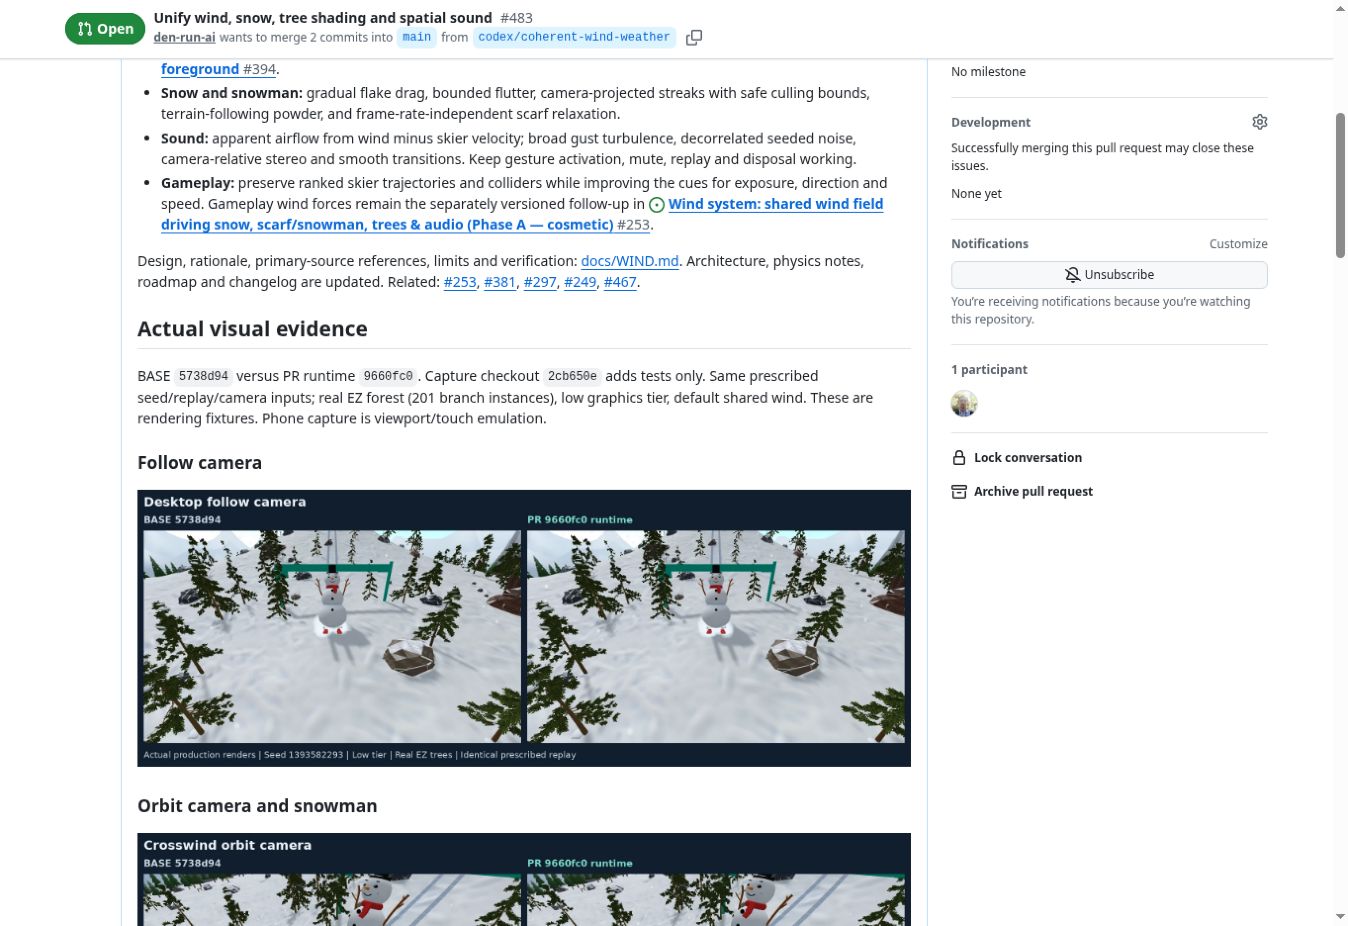 Open
Unify wind, snow, tree shading and spatial sound #483
den-run-ai wants to merge 2 commits into main from codex/coherent-wind-weather
foreground #394.
• Snow and snowman: gradual flake drag, bounded flutter, camera-projected streaks with safe culling bounds,
terrain-following powder, and frame-rate-independent scarf relaxation.
• Sound: apparent airflow from wind minus skier velocity; broad gust turbulence, decorrelated seeded noise,
camera-relative stereo and smooth transitions. Keep gesture activation, mute, replay and disposal working.
• Gameplay: preserve ranked skier trajectories and colliders while improving the cues for exposure, direction and
speed. Gameplay wind forces remain the separately versioned follow-up in Wind system: shared wind field
driving snow, scarf/snowman, trees & audio (Phase A — cosmetic) #253.
Design, rationale, primary-source references, limits and verification: docs/WIND.md. Architecture, physics notes,
roadmap and changelog are updated. Related: #253, #381, #297, #249, #467.
Actual visual evidence
BASE 5738d94 versus PR runtime 9660fc0. Capture checkout 2cb650e adds tests only. Same prescribed
seed/replay/camera inputs; real EZ forest (201 branch instances), low graphics tier, default shared wind. These are
rendering fixtures. Phone capture is viewport/touch emulation.
Follow camera
Desktop follow camera
BASE 5738d94
PR 9660fc0 runtime
Actual production renders | Seed 1393582293 | Low tier | Real EZ trees | Identical prescribed replay
Orbit camera and snowman
Crosswind orbit camera
BASE 5738d94
PR 9660fc0 runtime
No milestone
Development
Successfully merging this pull request may close these
issues.
None yet
Notifications
Customize
Unsubscribe
You're receiving notifications because you're watching
this repository.
1 participant
Lock conversation
Archive pull request